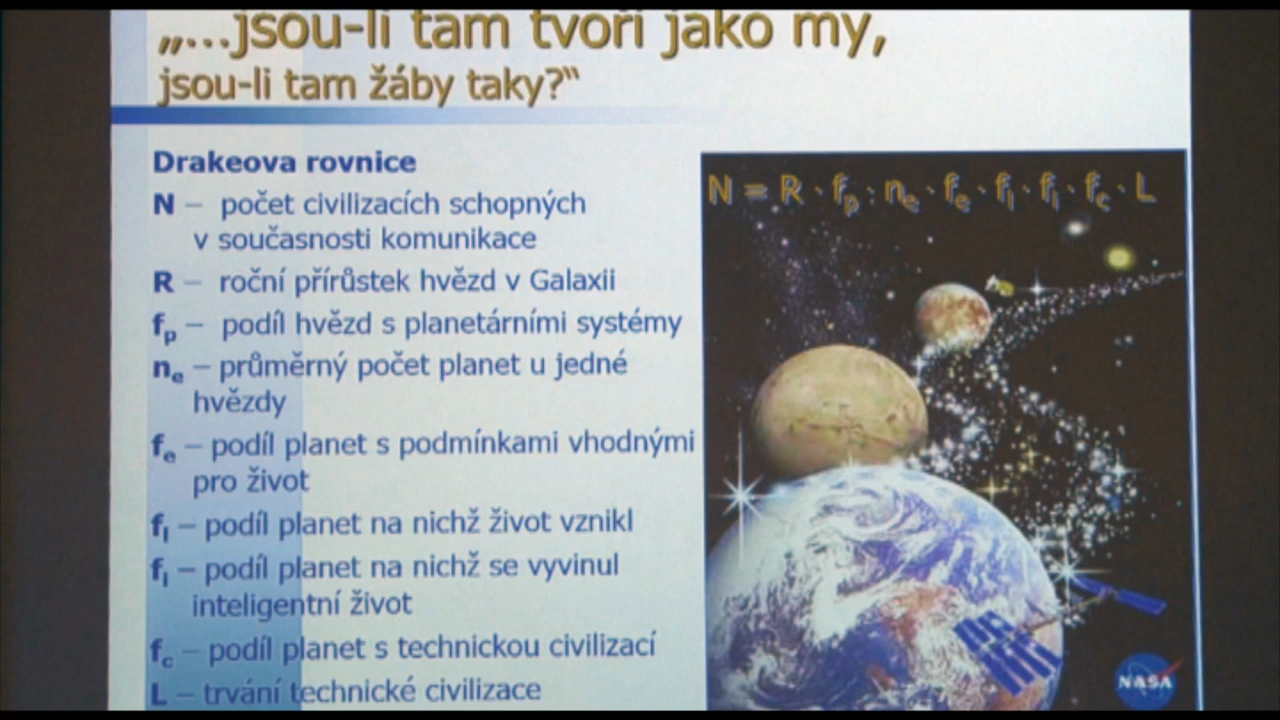 „...jsou-li tam tvoři jako my,
jsou-li tam žáby taky?“
Drakeova rovnice
N – počet civilizacích schopných
v současnosti komunikace
R – roční přírůstek hvězd v Galaxii
fp – podíl hvězd s planetárními systémy
ne – průměrný počet planet u jedné
hvězdy
fe – podíl planet s podmínkami vhodnými
pro život
fl – podíl planet na nichž život vznikl
fi – podíl planet na nichž se vyvinul
inteligentní život
fc – podíl planet s technickou civilizací
L – trvání technické civilizace
N = R · fp · ne · fe · fl · fi · fc · L
NASA